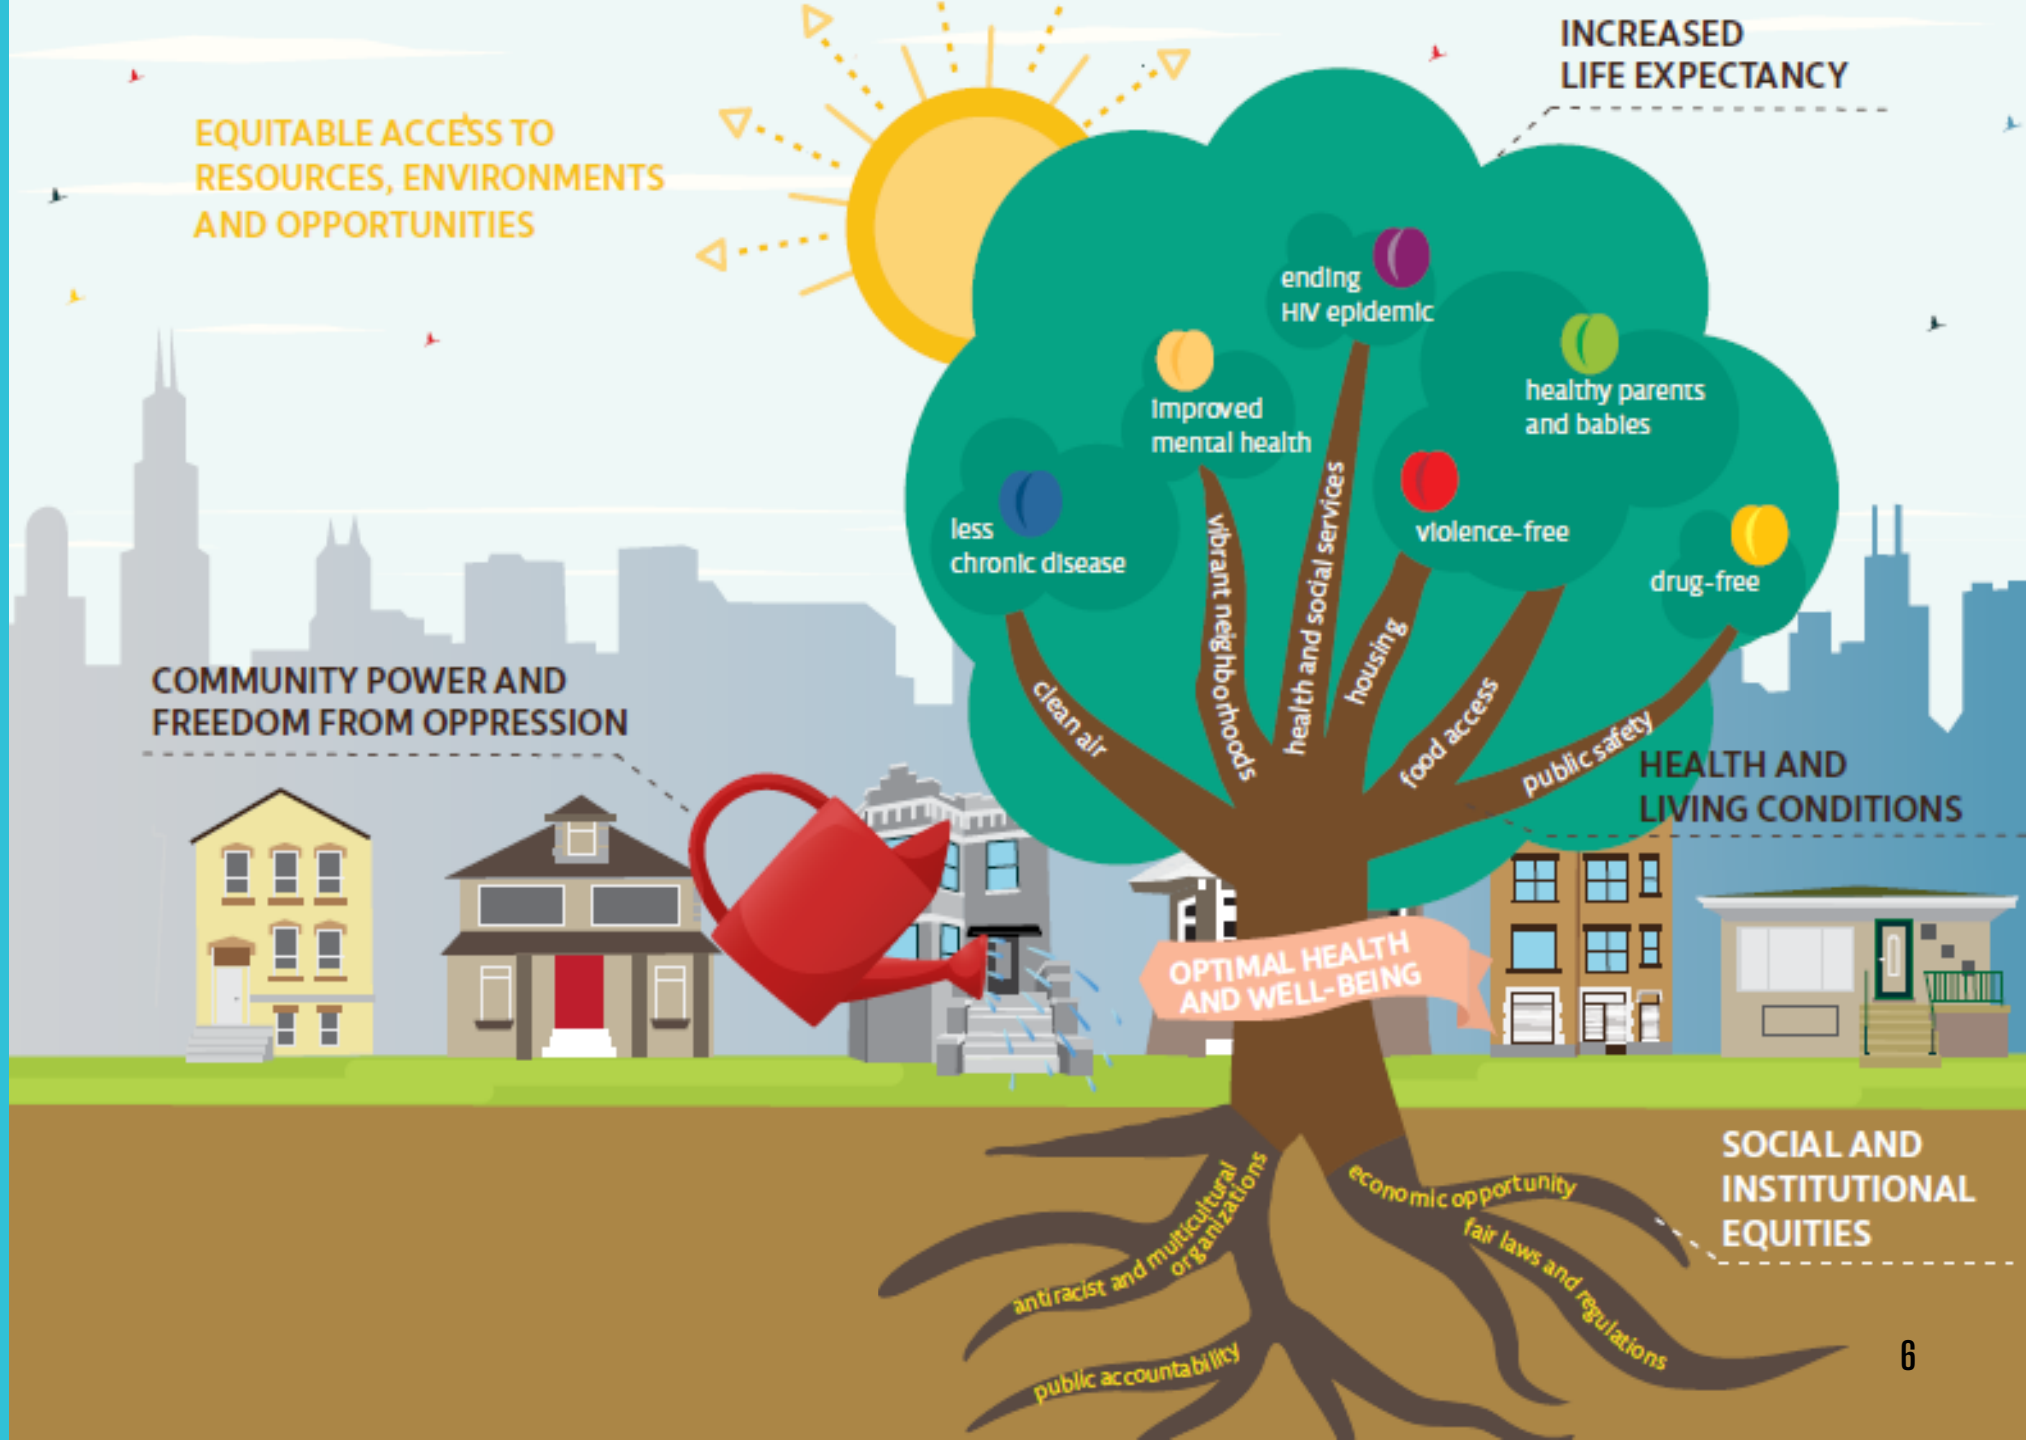 INCREASED
LIFE EXPECTANCY
EQUITABLE ACCESS TO
RESOURCES, ENVIRONMENTS
AND OPPORTUNITIES
ending
HIV epidemic
improved
mental health
healthy parents
and babies
less
chronic disease
violence-free
drug-free
COMMUNITY POWER AND
FREEDOM FROM OPPRESSION
clean air
vibrant neighborhoods
health and social services
housing
food access
public safety
HEALTH AND
LIVING CONDITIONS
OPTIMAL HEALTH
AND WELL-BEING
SOCIAL AND
INSTITUTIONAL
EQUITIES
antiracist and multicultural
organizations
public accountability
economic opportunity
fair laws and regulations
6